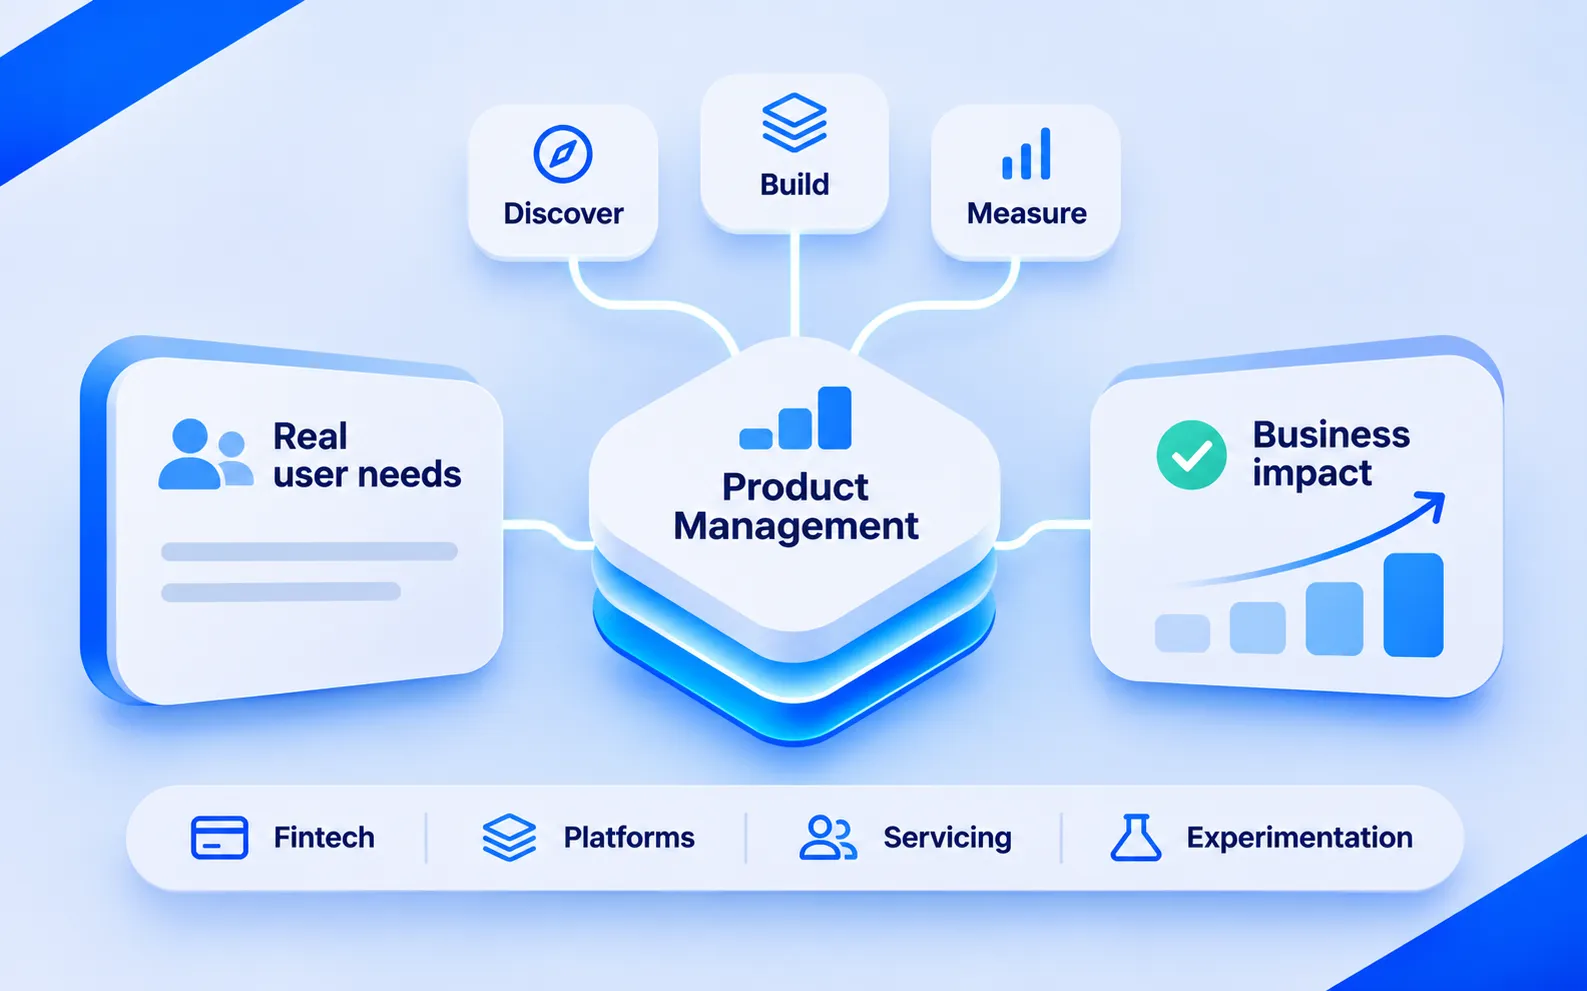 Discover
Build
Measure
Real
user needs
Product
Management
Business
impact
Fintech
Platforms
Servicing
Experimentation